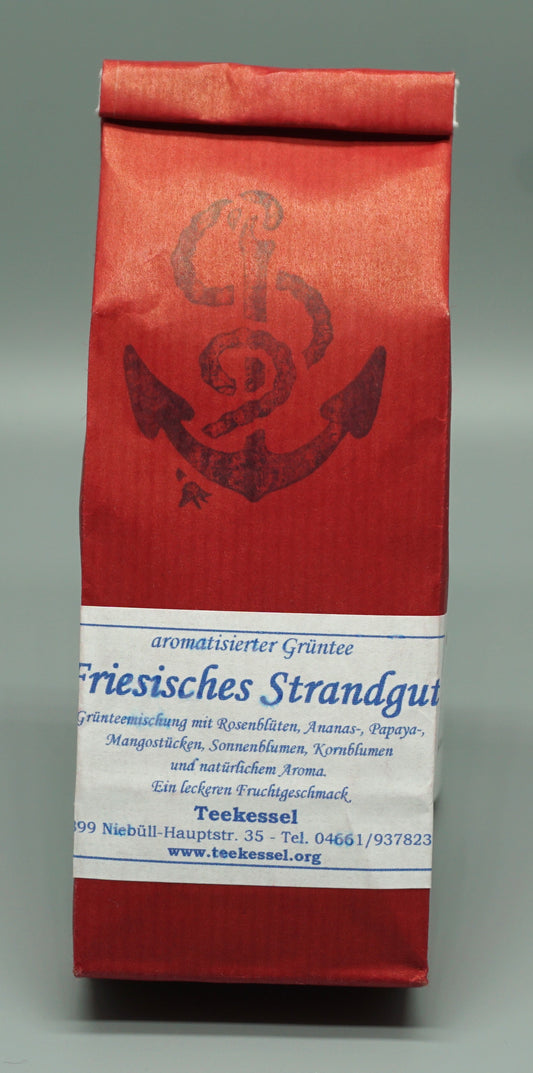 aromatisierter Grüntee
Friesisches Strandgut
Grünteemischung mit Rosenblüten, Ananas-, Papaya-,
Mangostücken, Sonnenblumen, Kornblumen
und natürlichem Aroma.
Ein leckeren Fruchtgeschmack
Teekessel
899 Niebüll-Hauptstr. 35 - Tel. 04661/937823
www.teekessel.org